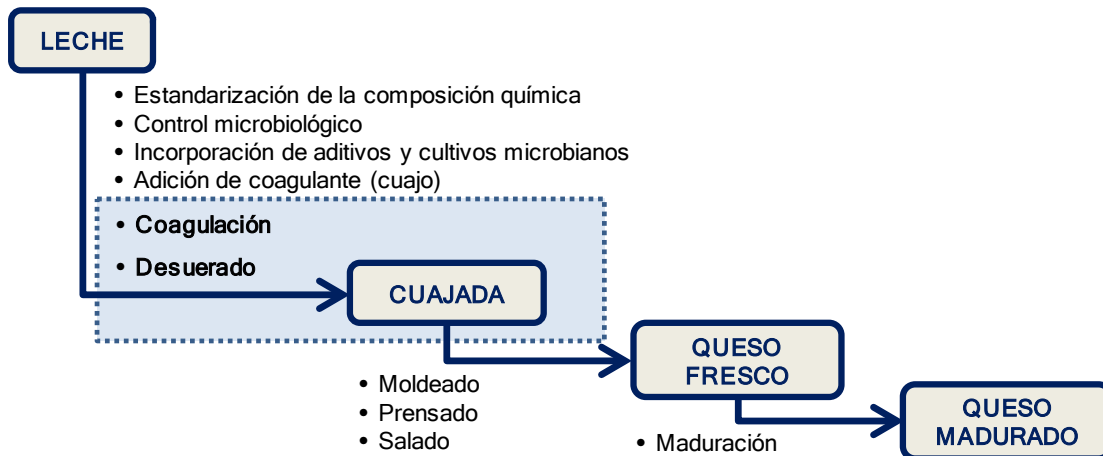 LECHE
• Estandarización de la composición química
• Control microbiológico
• Incorporación de aditivos y cultivos microbianos
• Adición de coagulante (cuajo)
• Coagulación
• Desuerado
CUAJADA
• Moldeado
• Prensado
• Salado
QUESO
FRESCO
• Maduración
QUESO
MADURADO